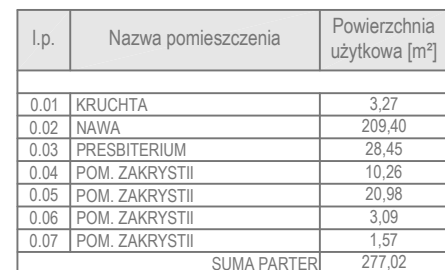 l.p. Nazwa pomieszczenia Powierzchnia użytkowa [m²]
0.01 KRUCHTA 3,27
0.02 NAWA 209,40
0.03 PRESBITERIUM 28,45
0.04 POM. ZAKRYSTII 10,26
0.05 POM. ZAKRYSTII 20,98
0.06 POM. ZAKRYSTII 3,09
0.07 POM. ZAKRYSTII 1,57
SUMA PARTER 277,02